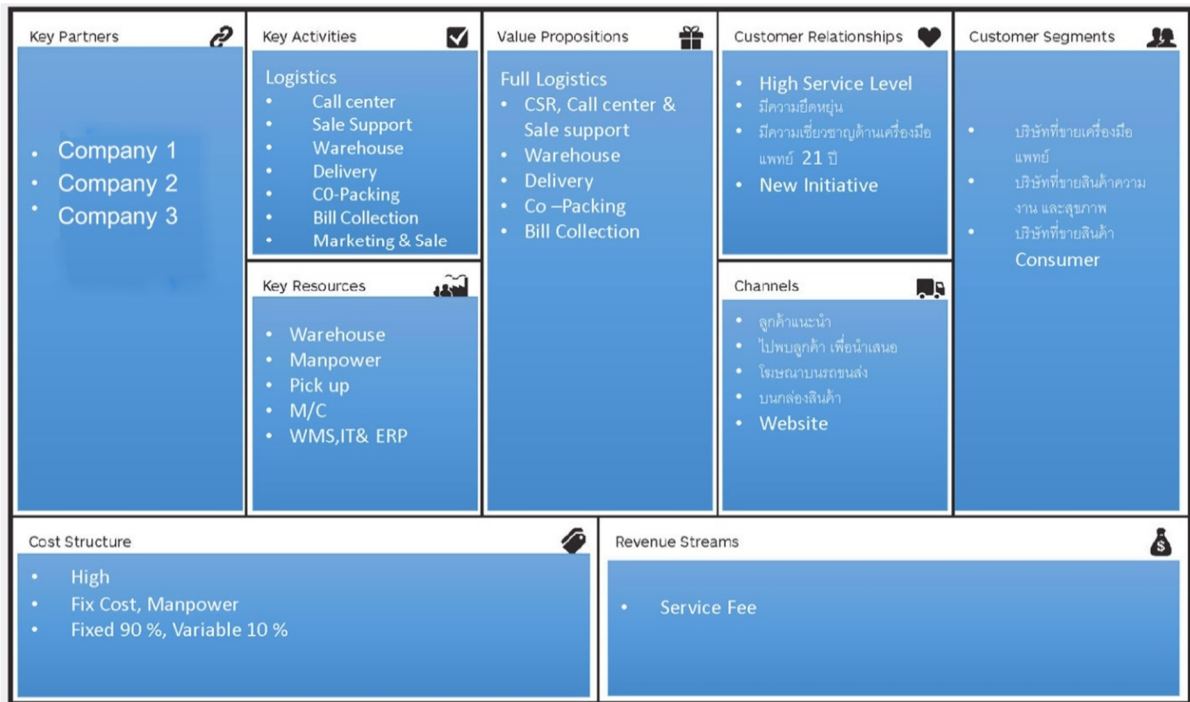 Key Partners
Company 1
Company 2
Company 3
Key Activities
Logistics
Call center
Sale Support
Warehouse
Delivery
C0-Packing
Bill Collection
Marketing & Sale
Key Resources
Warehouse
Manpower
Pick up
M/C
WMS,IT& ERP
Value Propositions
Full Logistics
CSR, Call center &
Sale support
Warehouse
Delivery
Co –Packing
Bill Collection
Customer Relationships
High Service Level
มีความยืดหยุ่น
มีความเชี่ยวชาญด้านเครื่องมือ
แพทย์ 21 ปี
New Initiative
Channels
ลูกค้าแนะนำ
ไปพบลูกค้า เพื่อนำเสนอ
โฆษณาบนรถขนส่ง
บนกล่องสินค้า
Website
Customer Segments
บริษัทที่ขายเครื่องมือ
แพทย์
บริษัทที่ขายสินค้าความ
งาน และสุขภาพ
บริษัทที่ขายสินค้า
Consumer
Cost Structure
High
Fix Cost, Manpower
Fixed 90 %, Variable 10 %
Revenue Streams
$
Service Fee